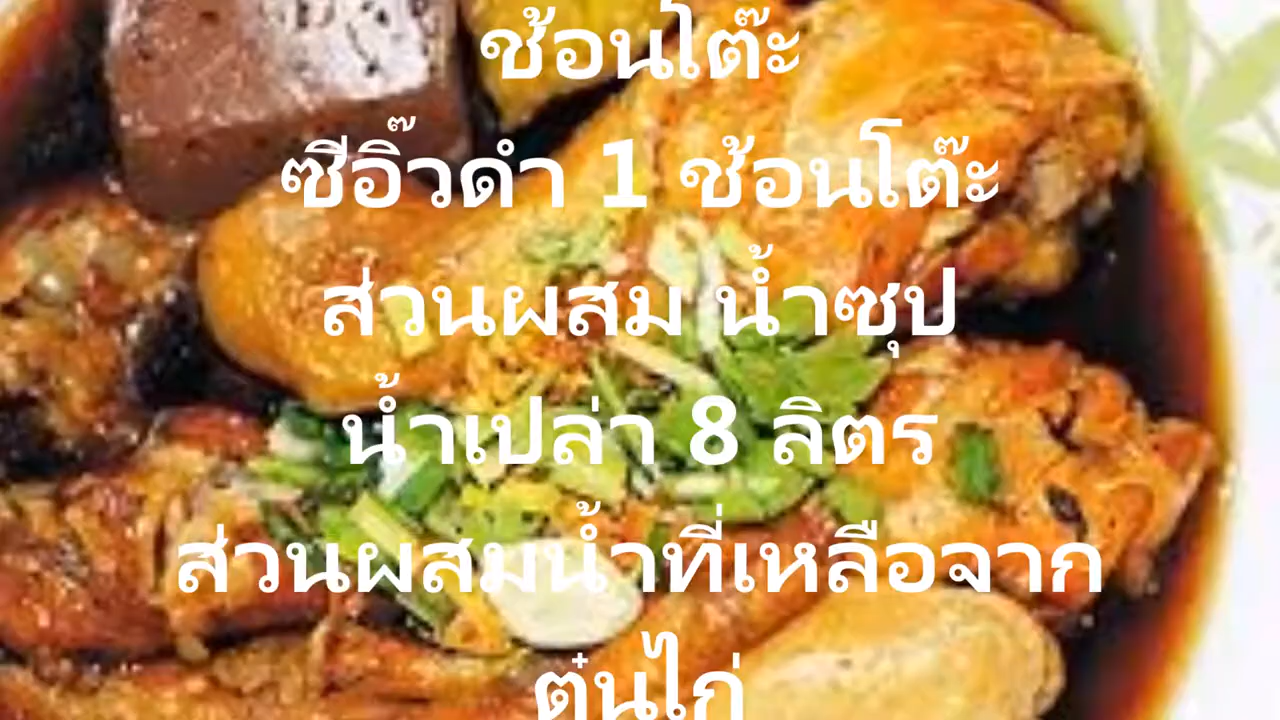 ช้อนโต๊ะ
ซีอิ๊วดำ 1 ช้อนโต๊ะ
ส่วนผสม น้ำซุป
น้ำเปล่า 8 ลิตร
ส่วนผสมน้ำที่เหลือจาก
ตุ๋นไก่